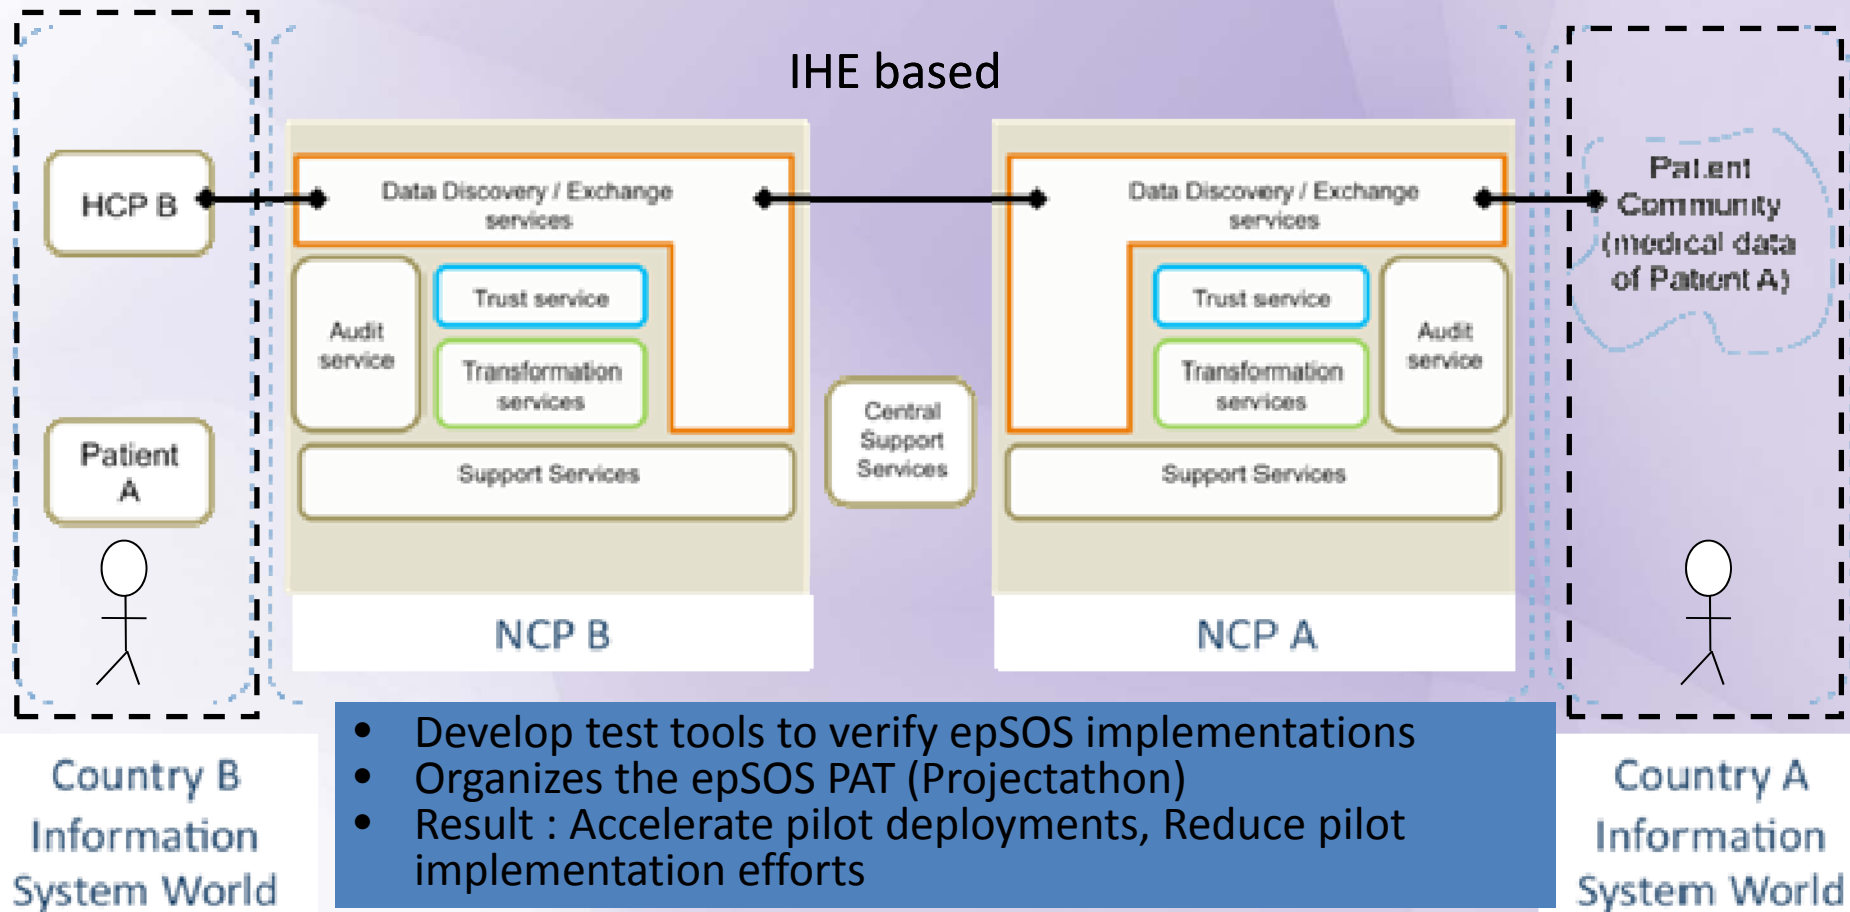 IHE based
HCP B
Patient
A
Country B
Information
System World
Data Discovery / Exchange
services
Audit
service
Trust service
Transformation
services
Support Services
NCP B
Central
Support
Services
Data Discovery / Exchange
services
Trust service
Transformation
services
Audit
service
Support Services
NCP A
Patient
Community
(medical data
of Patient A)
Country A
Information
System World
• Develop test tools to verify epSOS implementations
• Organizes the epSOS PAT (Projectathon)
• Result : Accelerate pilot deployments, Reduce pilot
implementation efforts